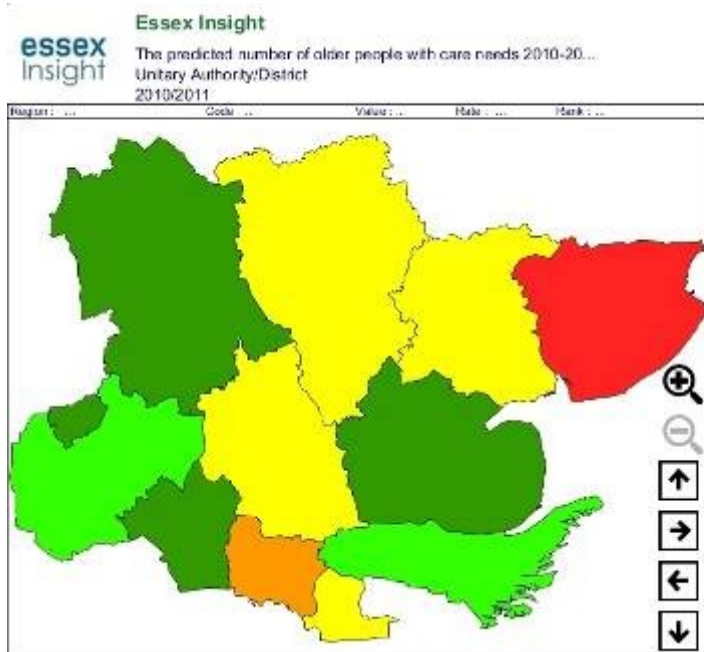 Essex Insight
essex
Insight
The predicted number of older people with care needs 2010-20...
Unitary Authority/District
2010/2011
Region : ... Code : ... Value : ... Rate : ... Rank : ...